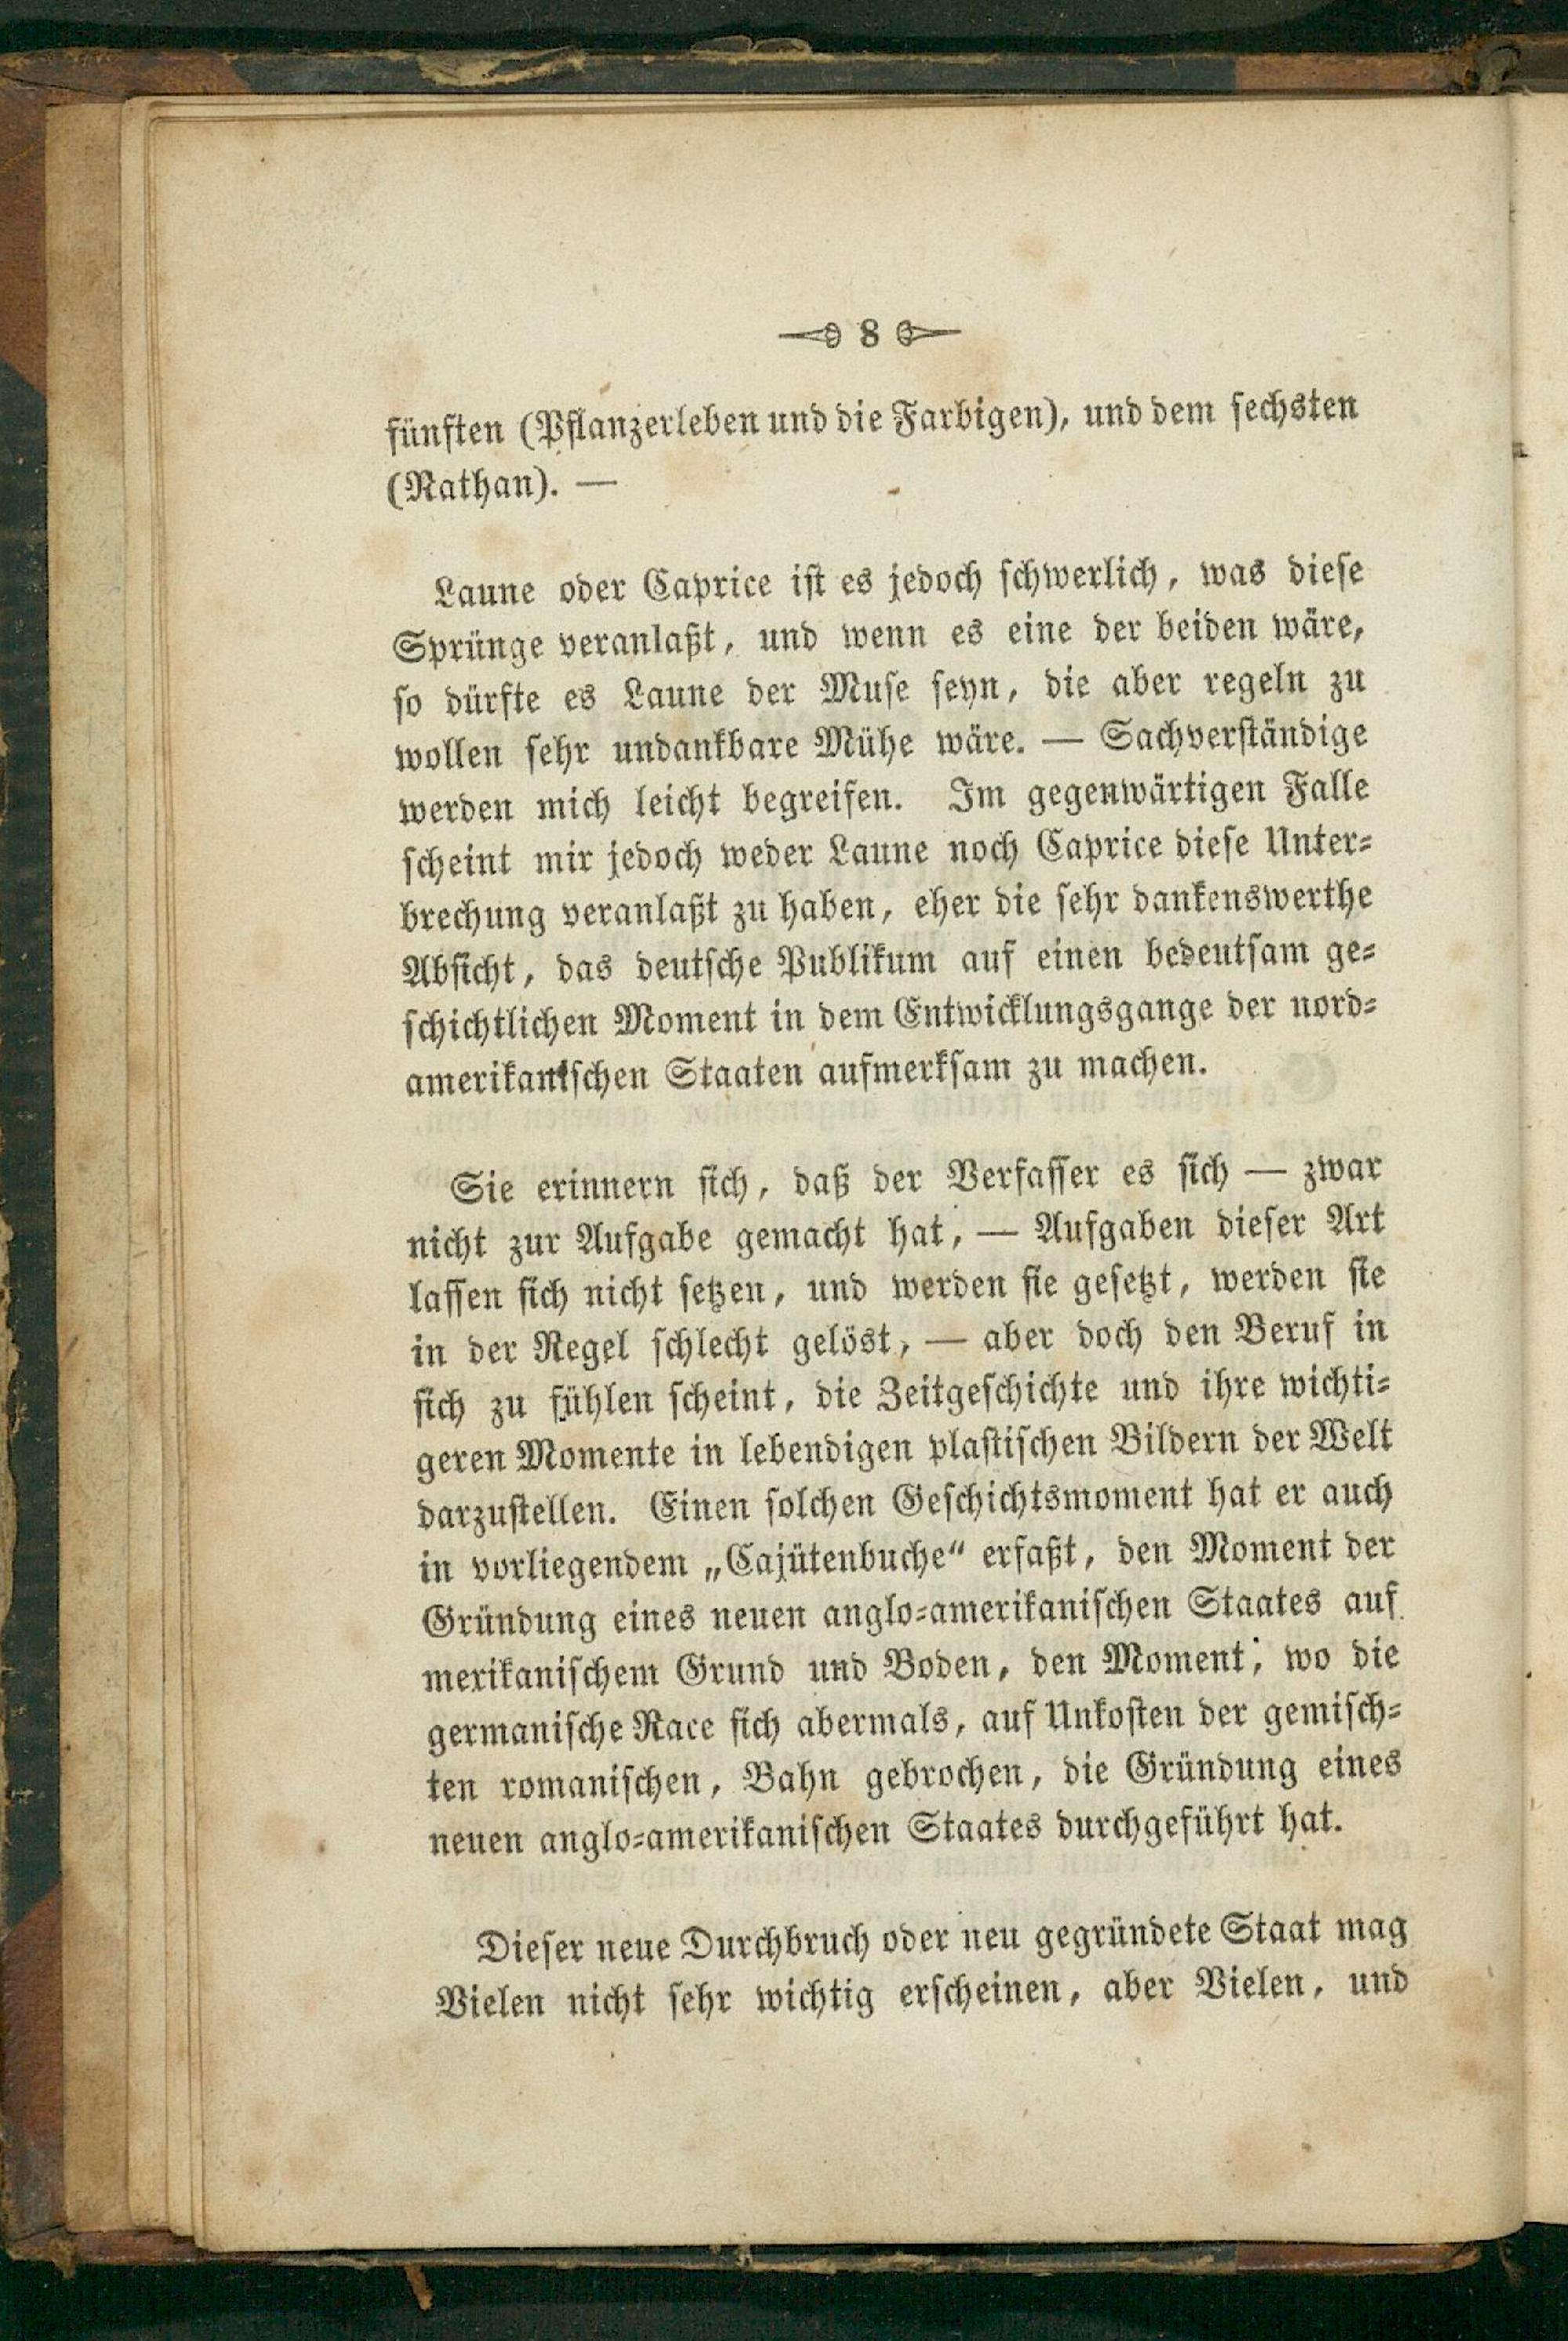 8
fünften (Pflanzerleben und die Farbigen), und dem sechsten
(Nathan). —
Laune oder Caprice ist es jedoch schwerlich, was diese
Sprünge veranlaßt, und wenn es eine der beiden wäre,
so dürfte es Laune der Muse seyn, die aber regeln zu
wollen sehr undankbare Mühe wäre. — Sachverständige
werden mich leicht begreifen. Im gegenwärtigen Falle
scheint mir jedoch weder Laune noch Caprice diese Unter-
brechung veranlaßt zu haben, eher die sehr dankenswerthe
Absicht, das deutsche Publikum auf einen bedeutsam ge-
schichtlichen Moment in dem Entwicklungsgange der nord-
amerikanischen Staaten aufmerksam zu machen.
Sie erinnern sich, daß der Verfasser es sich — zwar
nicht zur Aufgabe gemacht hat, — Aufgaben dieser Art
lassen sich nicht setzen, und werden sie gesetzt, werden sie
in der Regel schlecht gelöst, — aber doch den Beruf in
sich zu fühlen scheint, die Zeitgeschichte und ihre wichti-
geren Momente in lebendigen plastischen Bildern der Welt
darzustellen. Einen solchen Geschichtsmoment hat er auch
in vorliegendem „Cajütenbuche“ erfaßt, den Moment der
Gründung eines neuen anglo-amerikanischen Staates auf
mexikanischem Grund und Boden, den Moment, wo die
germanische Race sich abermals, auf Unkosten der gemisch-
ten romanischen, Bahn gebrochen, die Gründung eines
neuen anglo-amerikanischen Staates durchgeführt hat.
Dieser neue Durchbruch oder neu gegründete Staat mag
Vielen nicht sehr wichtig erscheinen, aber Vielen, und